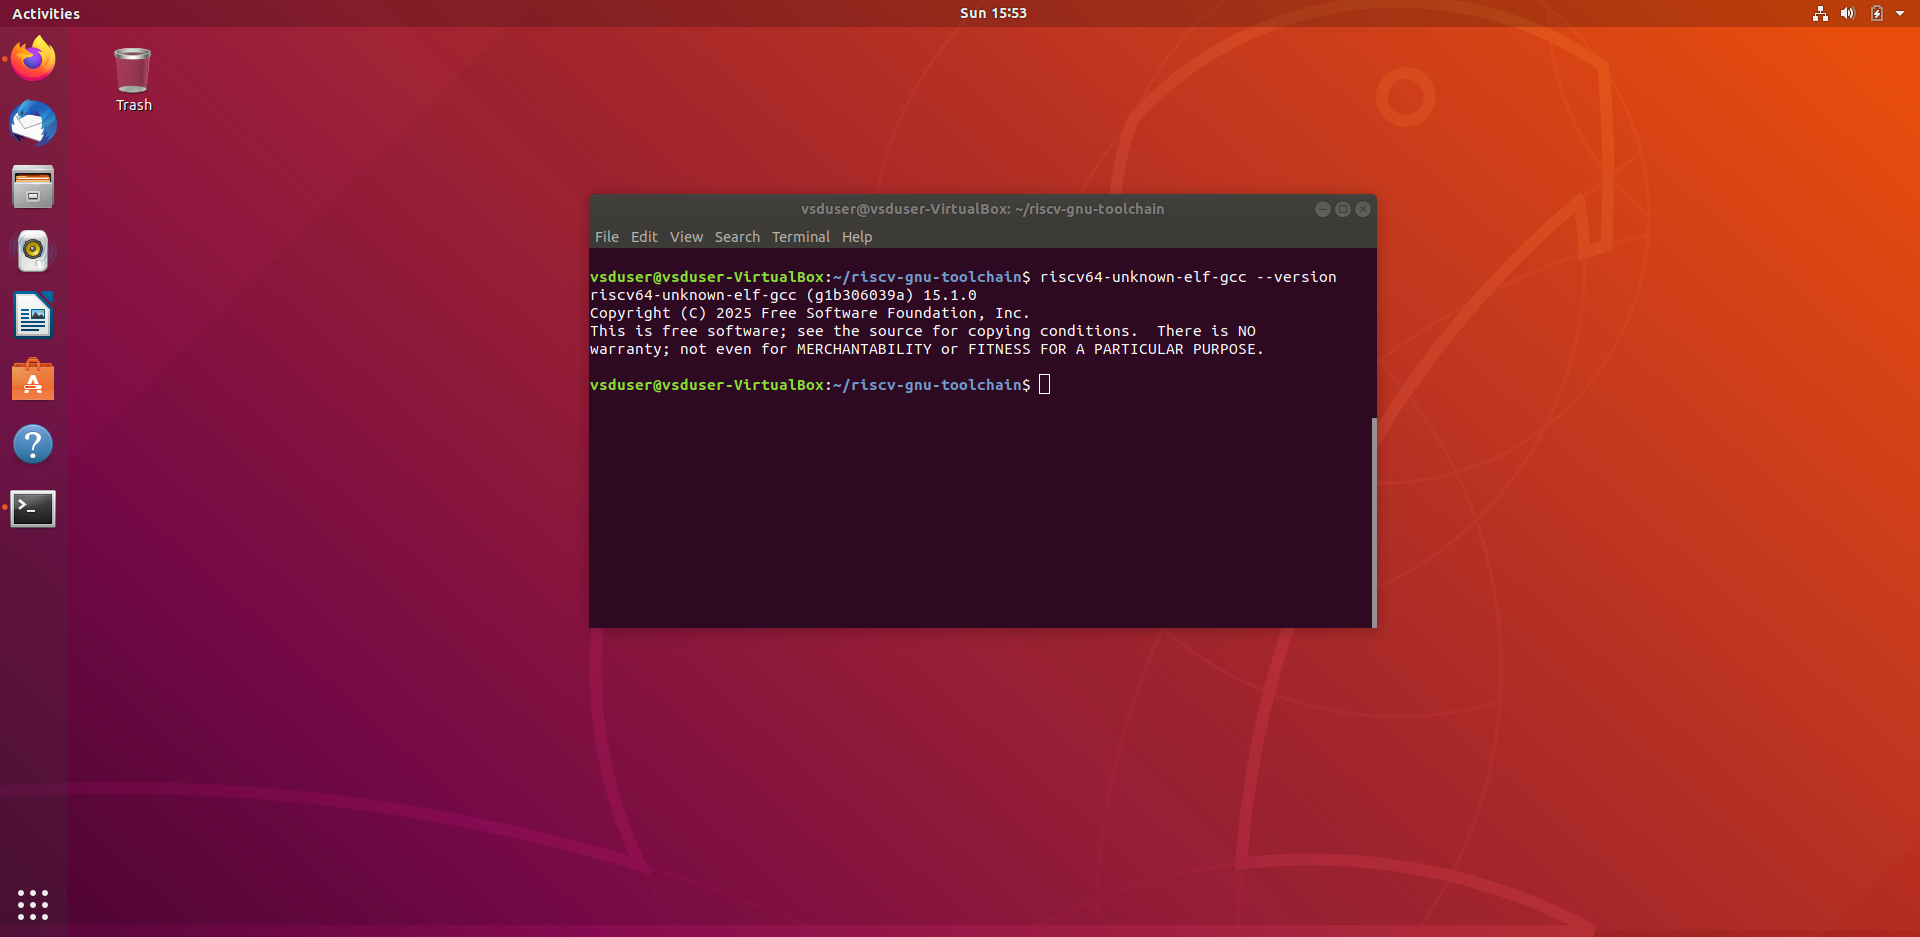 Activities
Sun 15:53
Trash
vsduser@vsduser-VirtualBox: ~/riscv-gnu-toolchain
File Edit View Search Terminal Help
vsduser@vsduser-VirtualBox:~/riscv-gnu-toolchain$ riscv64-unknown-elf-gcc --version
riscv64-unknown-elf-gcc (g1b306039a) 15.1.0
Copyright (C) 2025 Free Software Foundation, Inc.
This is free software; see the source for copying conditions.  There is NO
warranty; not even for MERCHANTABILITY or FITNESS FOR A PARTICULAR PURPOSE.
vsduser@vsduser-VirtualBox:~/riscv-gnu-toolchain$